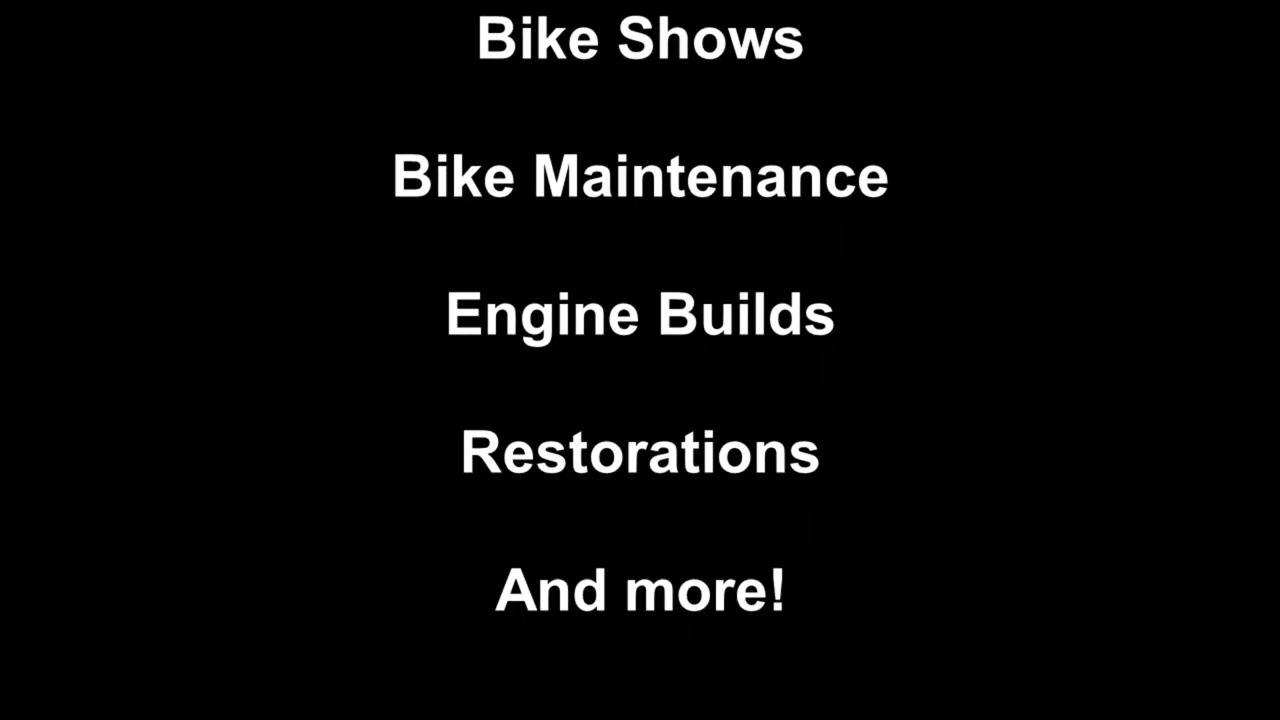 Bike Shows
Bike Maintenance
Engine Builds
Restorations
And more!